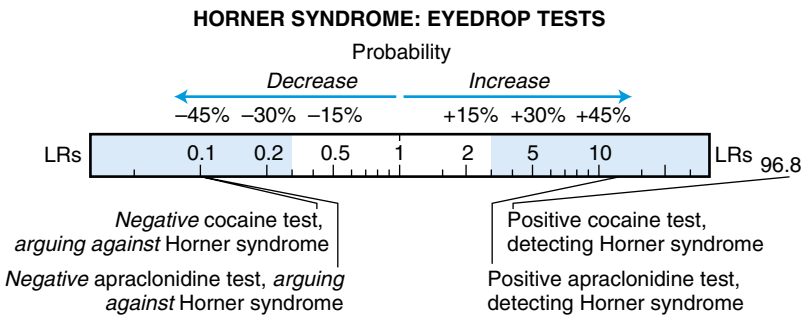 HORNER SYNDROME: EYEDROP TESTS
Probability
Decrease Increase
–45% –30% –15% +15% +30% +45%
LRs 0.1 0.2 0.5 1 2 5 10 LRs 96.8
Negative cocaine test,
arguing against Horner syndrome
Positive cocaine test,
detecting Horner syndrome
Negative apraclonidine test, arguing
against Horner syndrome
Positive apraclonidine test,
detecting Horner syndrome